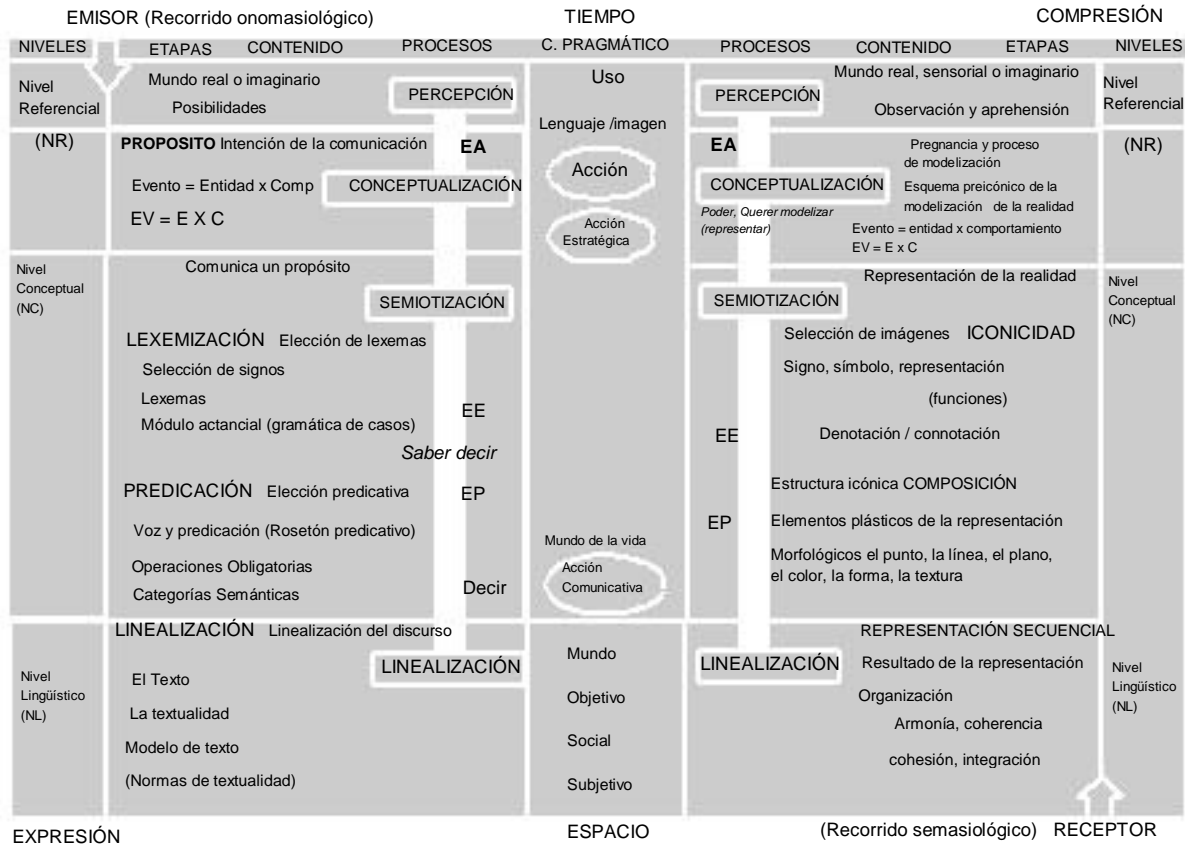 EMISOR (Recorrido onomasiológico) TIEMPO COMPRESIÓN
NIVELES ETAPAS CONTENIDO PROCESOS C. PRAGMÁTICO PROCESOS CONTENIDO ETAPAS NIVELES
Nivel
Referencial
(NR)
Mundo real o imaginario
Posibilidades
PERCEPCIÓN
PROPOSITO Intención de la comunicación EA
Evento = Entidad x Comp CONCEPTUALIZACIÓN
EV = E X C
Nivel
Conceptual
(NC)
Comunica un propósito
SEMIOTIZACIÓN
LEXEMIZACIÓN Elección de lexemas
Selección de signos
Lexemas
EE
Módulo actancial (gramática de casos)
Saber decir
PREDICACIÓN Elección predicativa EP
Voz y predicación (Rosetón predicativo)
Operaciones Obligatorias
Categorías Semánticas Decir
Nivel
Lingüístico
(NL)
LINEALIZACIÓN Linealización del discurso
LINEALIZACIÓN
El Texto
La textualidad
Modelo de texto
(Normas de textualidad)
Uso
Lenguaje /imagen
Acción
Acción
Estratégica
Mundo de la vida
Acción
Comunicativa
Mundo
Objetivo
Social
Subjetivo
Mundo real, sensorial o imaginario
PERCEPCIÓN
Observación y aprehensión
EA
Pregnancia y proceso
de modelización
CONCEPTUALIZACIÓN
Esquema preicónico de la
modelización de la realidad
Poder, Querer modelizar
(representar)
Evento = entidad x comportamiento
EV = E x C
Representación de la realidad
SEMIOTIZACIÓN
Selección de imágenes ICONICIDAD
Signo, símbolo, representación
(funciones)
EE Denotación / connotación
Estructura icónica COMPOSICIÓN
EP Elementos plásticos de la representación
Morfológicos el punto, la línea, el plano,
el color, la forma, la textura
REPRESENTACIÓN SECUENCIAL
LINEALIZACIÓN Resultado de la representación
Organización
Armonía, coherencia
cohesión, integración
Nivel
Referencial
(NR)
Nivel
Conceptual
(NC)
Nivel
Lingüístico
(NL)
EXPRESIÓN ESPACIO (Recorrido semasiológico) RECEPTOR